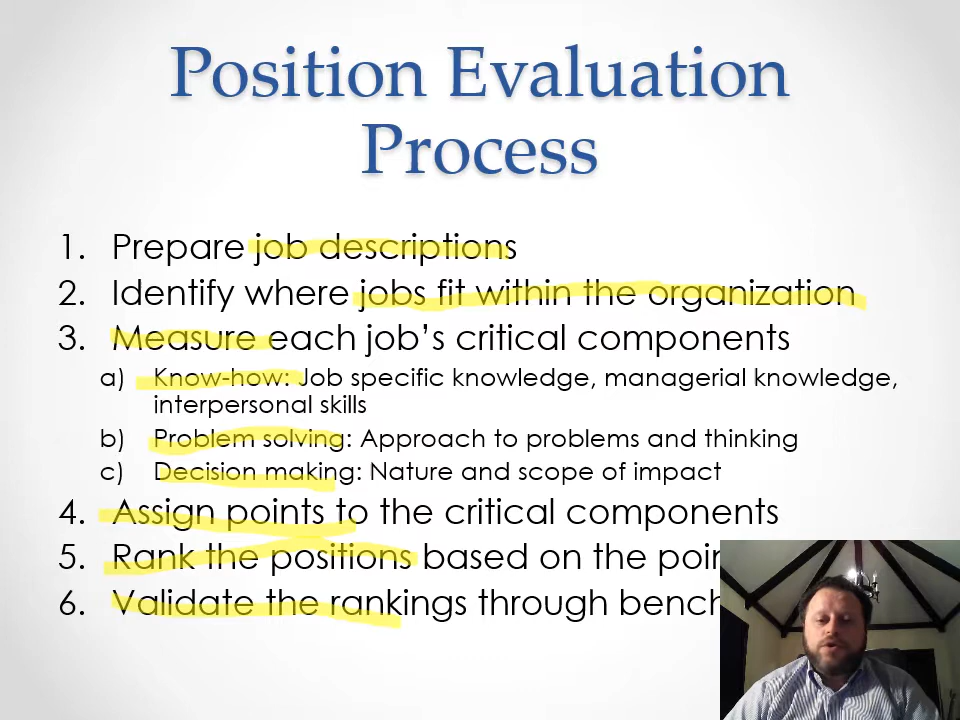 Position Evaluation
Process
1. Prepare job descriptions
2. Identify where jobs fit within the organization
3. Measure each job's critical components
a) Know-how: Job specific knowledge, managerial knowledge,
interpersonal skills
b) Problem solving: Approach to problems and thinking
c) Decision making: Nature and scope of impact
4. Assign points to the critical components
5. Rank the positions based on the
6. Validate the rankings through